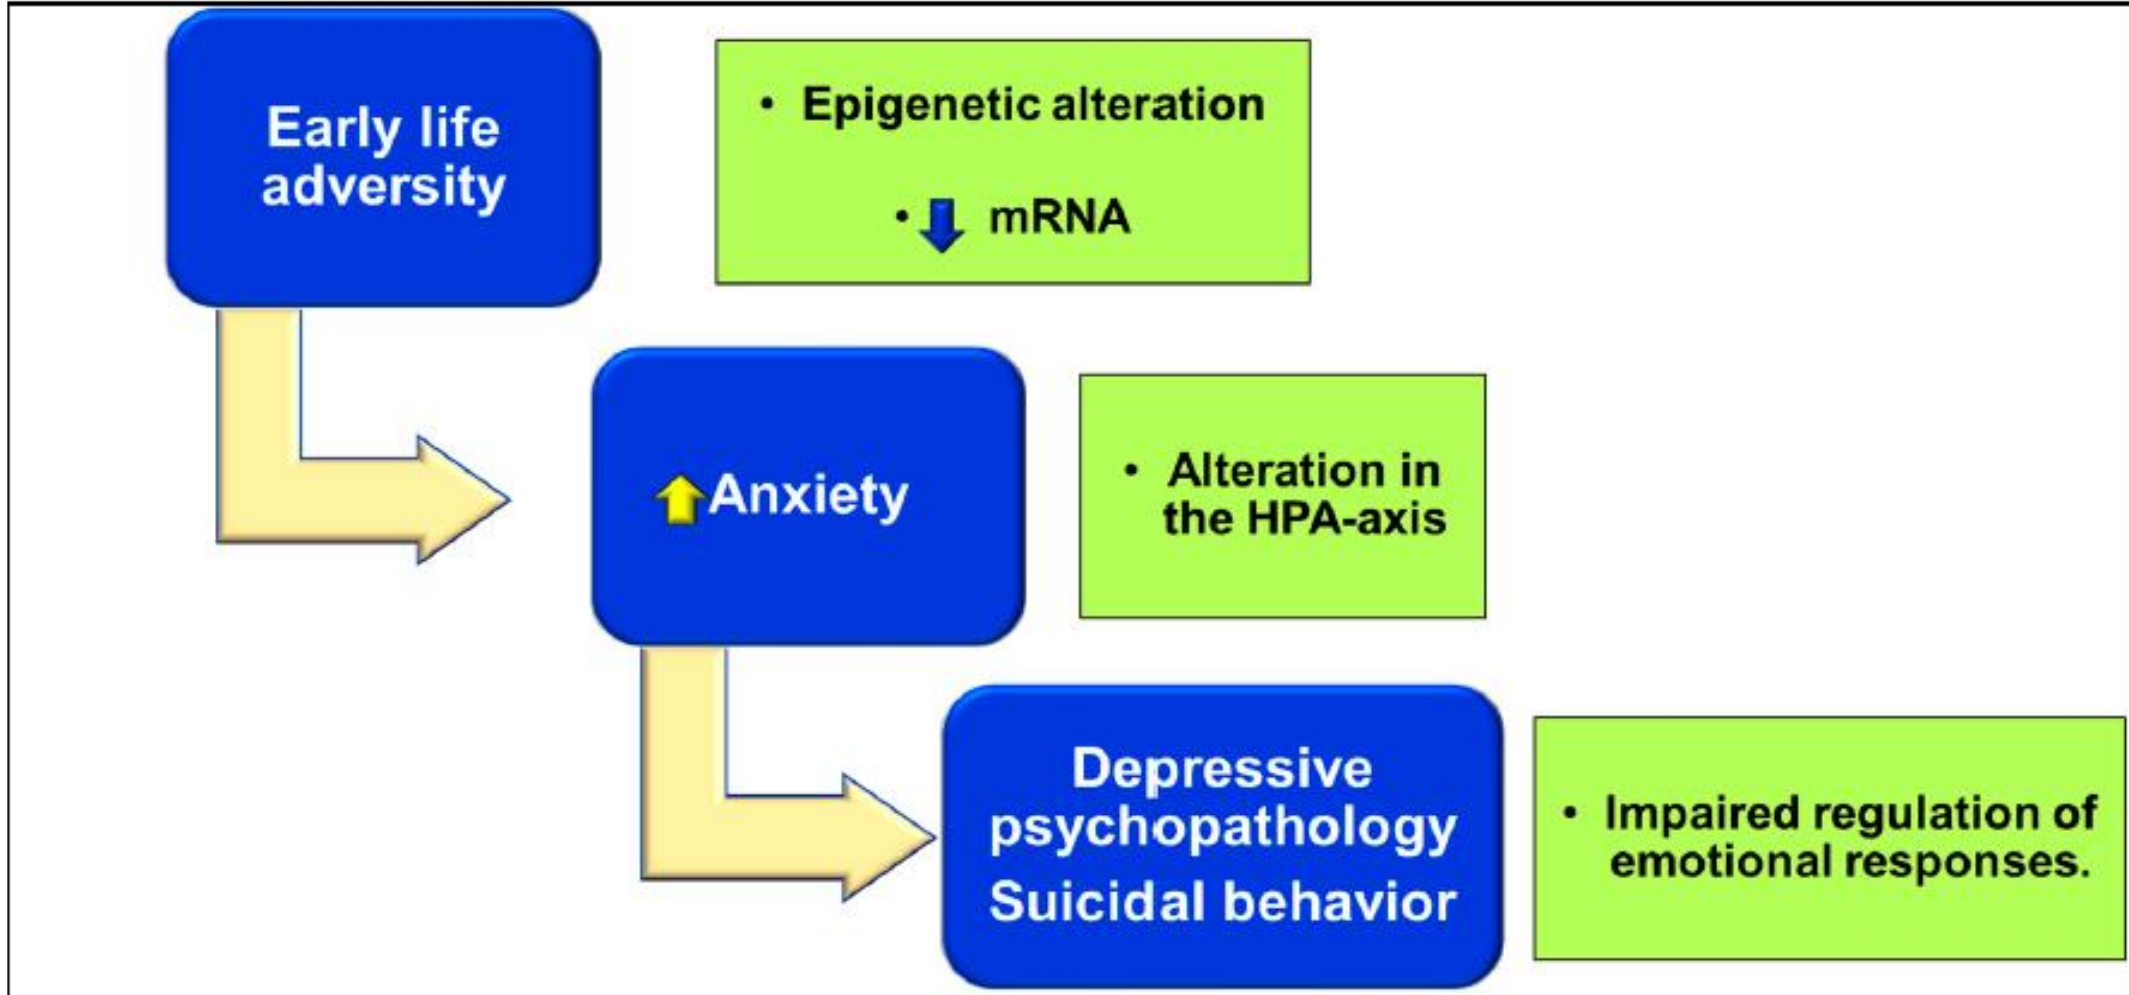 Early life
adversity
• Epigenetic alteration
• mRNA
Anxiety
• Alteration in
the HPA-axis
Depressive
psychopathology
Suicidal behavior
• Impaired regulation of
emotional responses.